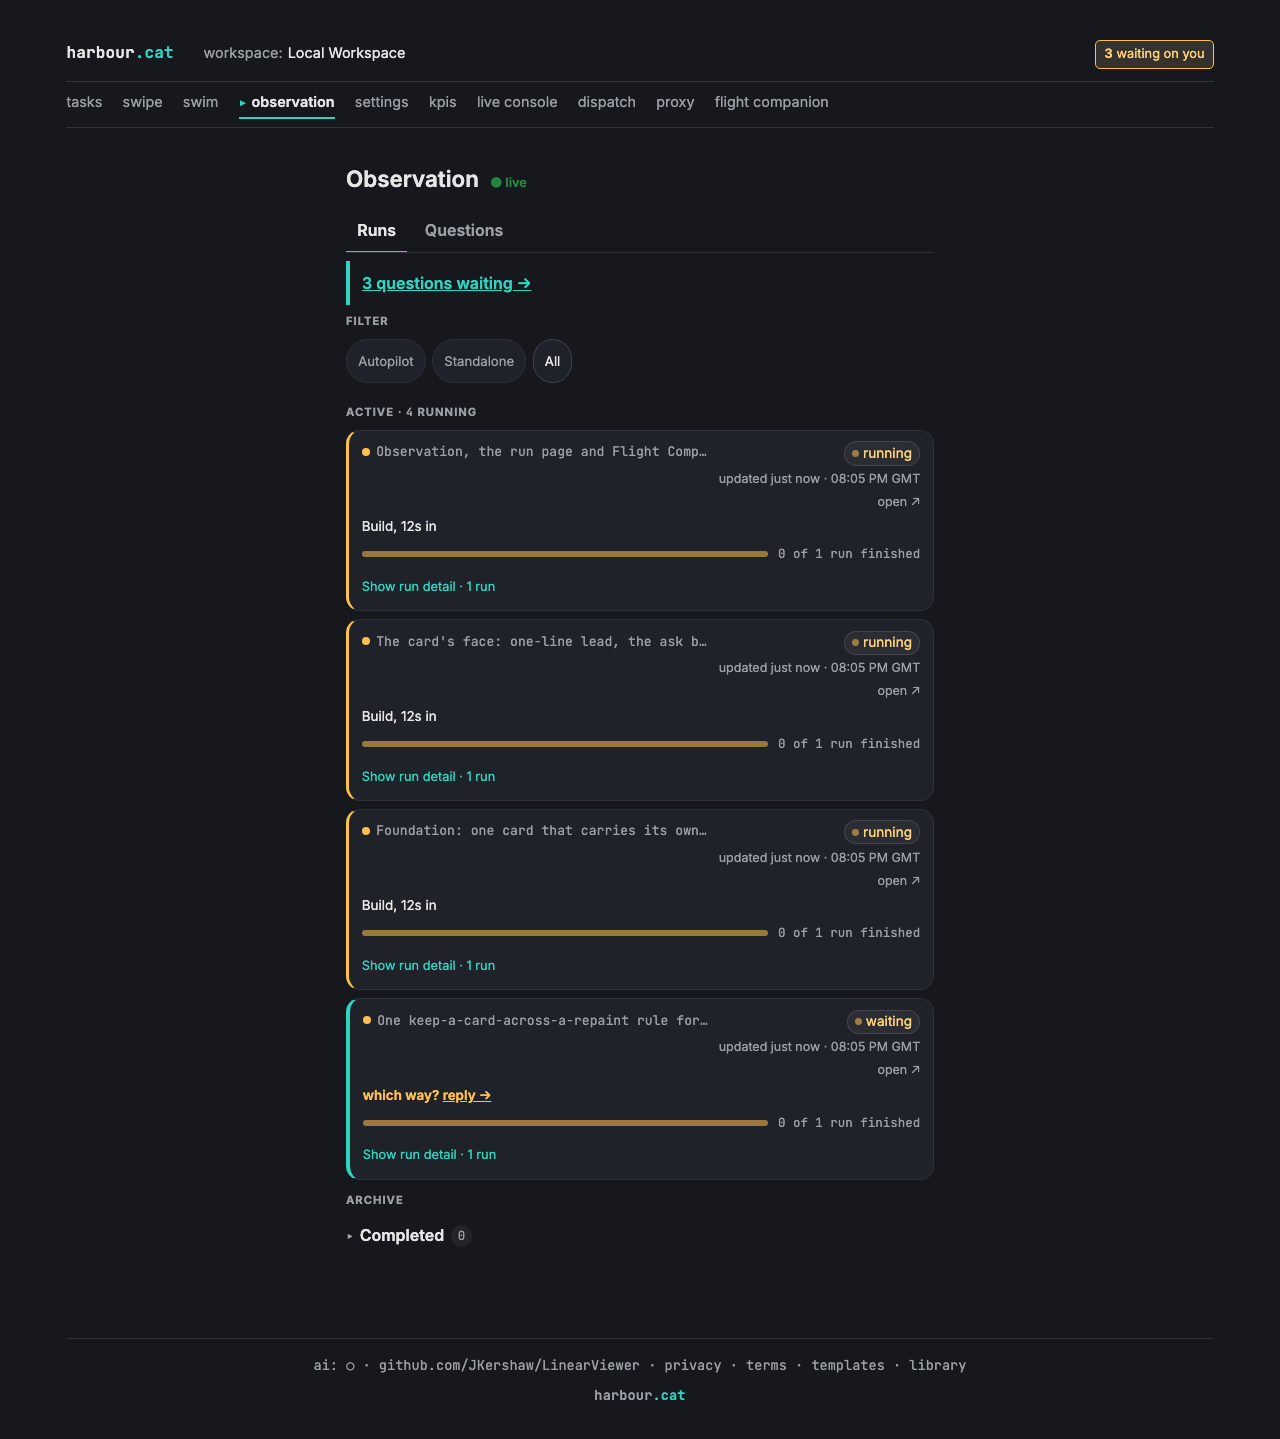 harbour.cat workspace: Local Workspace 3 waiting on you
tasks swipe swim ▸ observation settings kpis live console dispatch proxy flight companion
Observation ● live
Runs Questions
3 questions waiting →
FILTER
Autopilot Standalone All
ACTIVE · 4 RUNNING
Observation, the run page and Flight Comp… running
updated just now · 08:05 PM GMT
open ↗
Build, 12s in
0 of 1 run finished
Show run detail · 1 run
The card's face: one-line lead, the ask b… running
updated just now · 08:05 PM GMT
open ↗
Build, 12s in
0 of 1 run finished
Show run detail · 1 run
Foundation: one card that carries its own… running
updated just now · 08:05 PM GMT
open ↗
Build, 12s in
0 of 1 run finished
Show run detail · 1 run
One keep-a-card-across-a-repaint rule for… waiting
updated just now · 08:05 PM GMT
open ↗
which way? reply →
0 of 1 run finished
Show run detail · 1 run
ARCHIVE
▸ Completed 0
ai: ○ · github.com/JKershaw/LinearViewer · privacy · terms · templates · library
harbour.cat